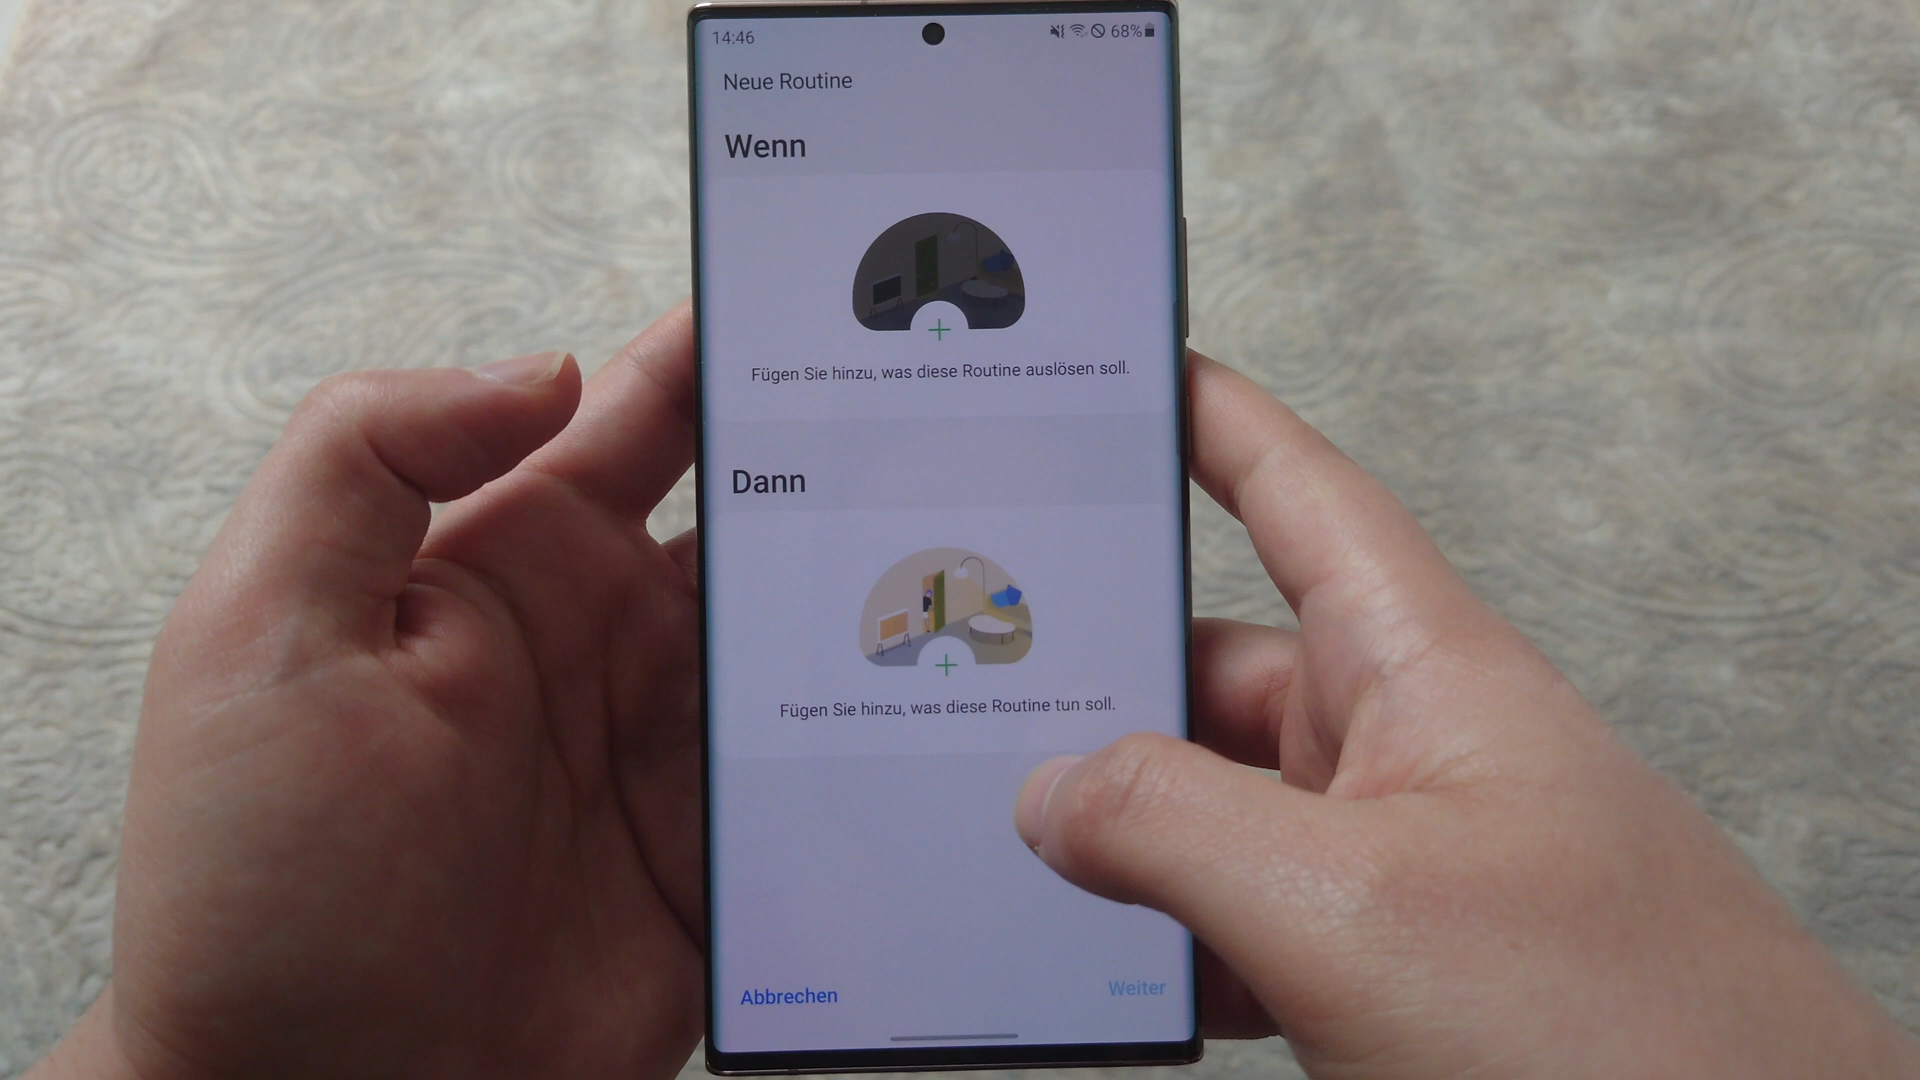 14:46
68%
Neue Routine
Wenn
Fügen Sie hinzu, was diese Routine auslösen soll.
Dann
Fügen Sie hinzu, was diese Routine tun soll.
Abbrechen
Weiter